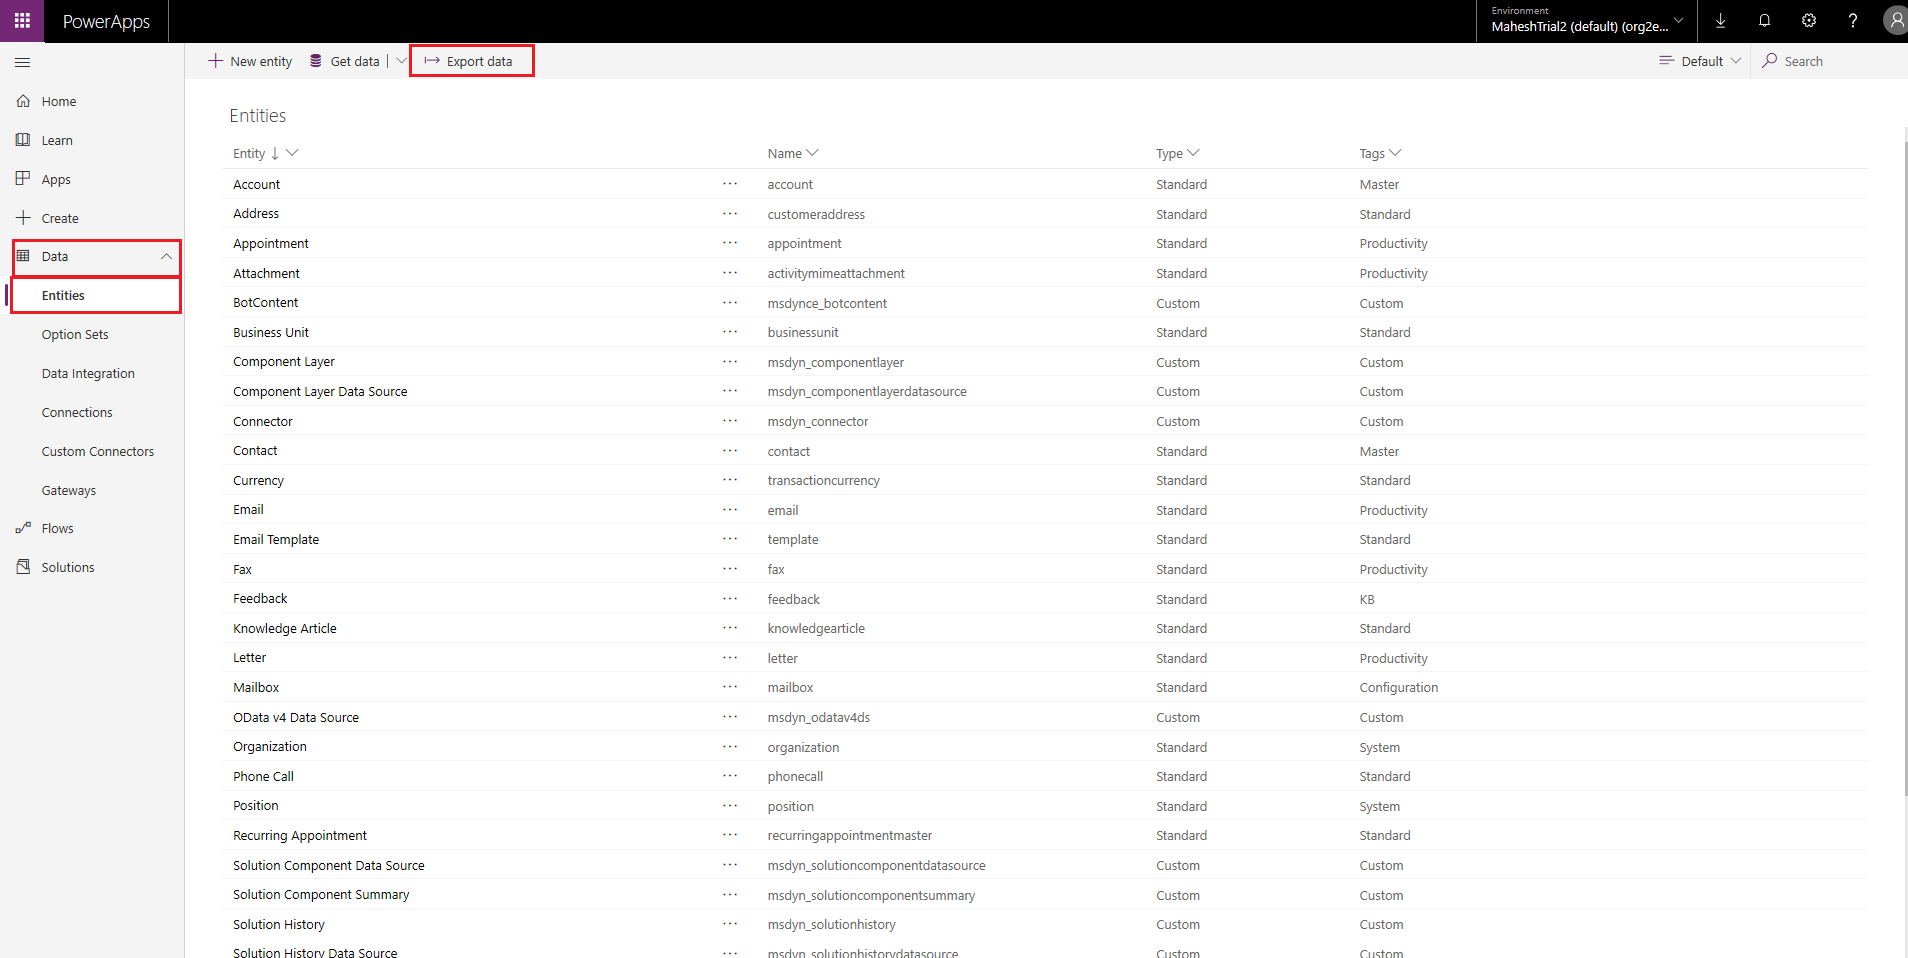 PowerApps
Environment
MaheshTrial2 (default) (org2e...
?
New entity
Get data
Export data
Default
Search
Home
Learn
Apps
Create
Data
Entities
Option Sets
Data Integration
Connections
Custom Connectors
Gateways
Flows
Solutions
Entities
Entity Name Type Tags
Account ... account Standard Master
Address ... customeraddress Standard Standard
Appointment ... appointment Standard Productivity
Attachment ... activitymimeattachment Standard Productivity
BotContent ... msdynce_botcontent Custom Custom
Business Unit ... businessunit Standard Standard
Component Layer ... msdyn_componentlayer Custom Custom
Component Layer Data Source ... msdyn_componentlayerdatasource Custom Custom
Connector ... msdyn_connector Custom Custom
Contact ... contact Standard Master
Currency ... transactioncurrency Standard Standard
Email ... email Standard Productivity
Email Template ... template Standard Standard
Fax ... fax Standard Productivity
Feedback ... feedback Standard KB
Knowledge Article ... knowledgearticle Standard Standard
Letter ... letter Standard Productivity
Mailbox ... mailbox Standard Configuration
OData v4 Data Source ... msdyn_odatav4ds Custom Custom
Organization ... organization Standard System
Phone Call ... phonecall Standard Standard
Position ... position Standard System
Recurring Appointment ... recurringappointmentmaster Standard Standard
Solution Component Data Source ... msdyn_solutioncomponentdatasource Custom Custom
Solution Component Summary ... msdyn_solutioncomponentsummary Custom Custom
Solution History ... msdyn_solutionhistory Custom Custom
Solution History Data Source ... msdyn_solutionhistorydatasource Custom Custom